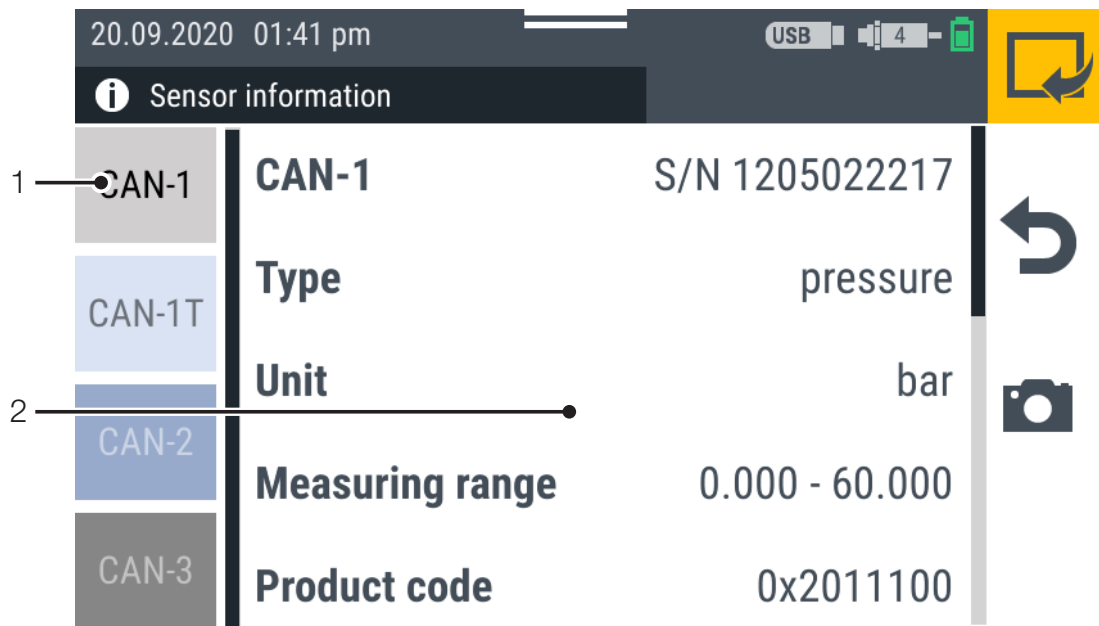 20.09.2020 01:41 pm USB 4
Sensor information
1 CAN-1 CAN-1 S/N 1205022217
CAN-1T Type pressure
Unit bar
2
CAN-2
Measuring range 0.000 - 60.000
CAN-3 Product code 0x2011100